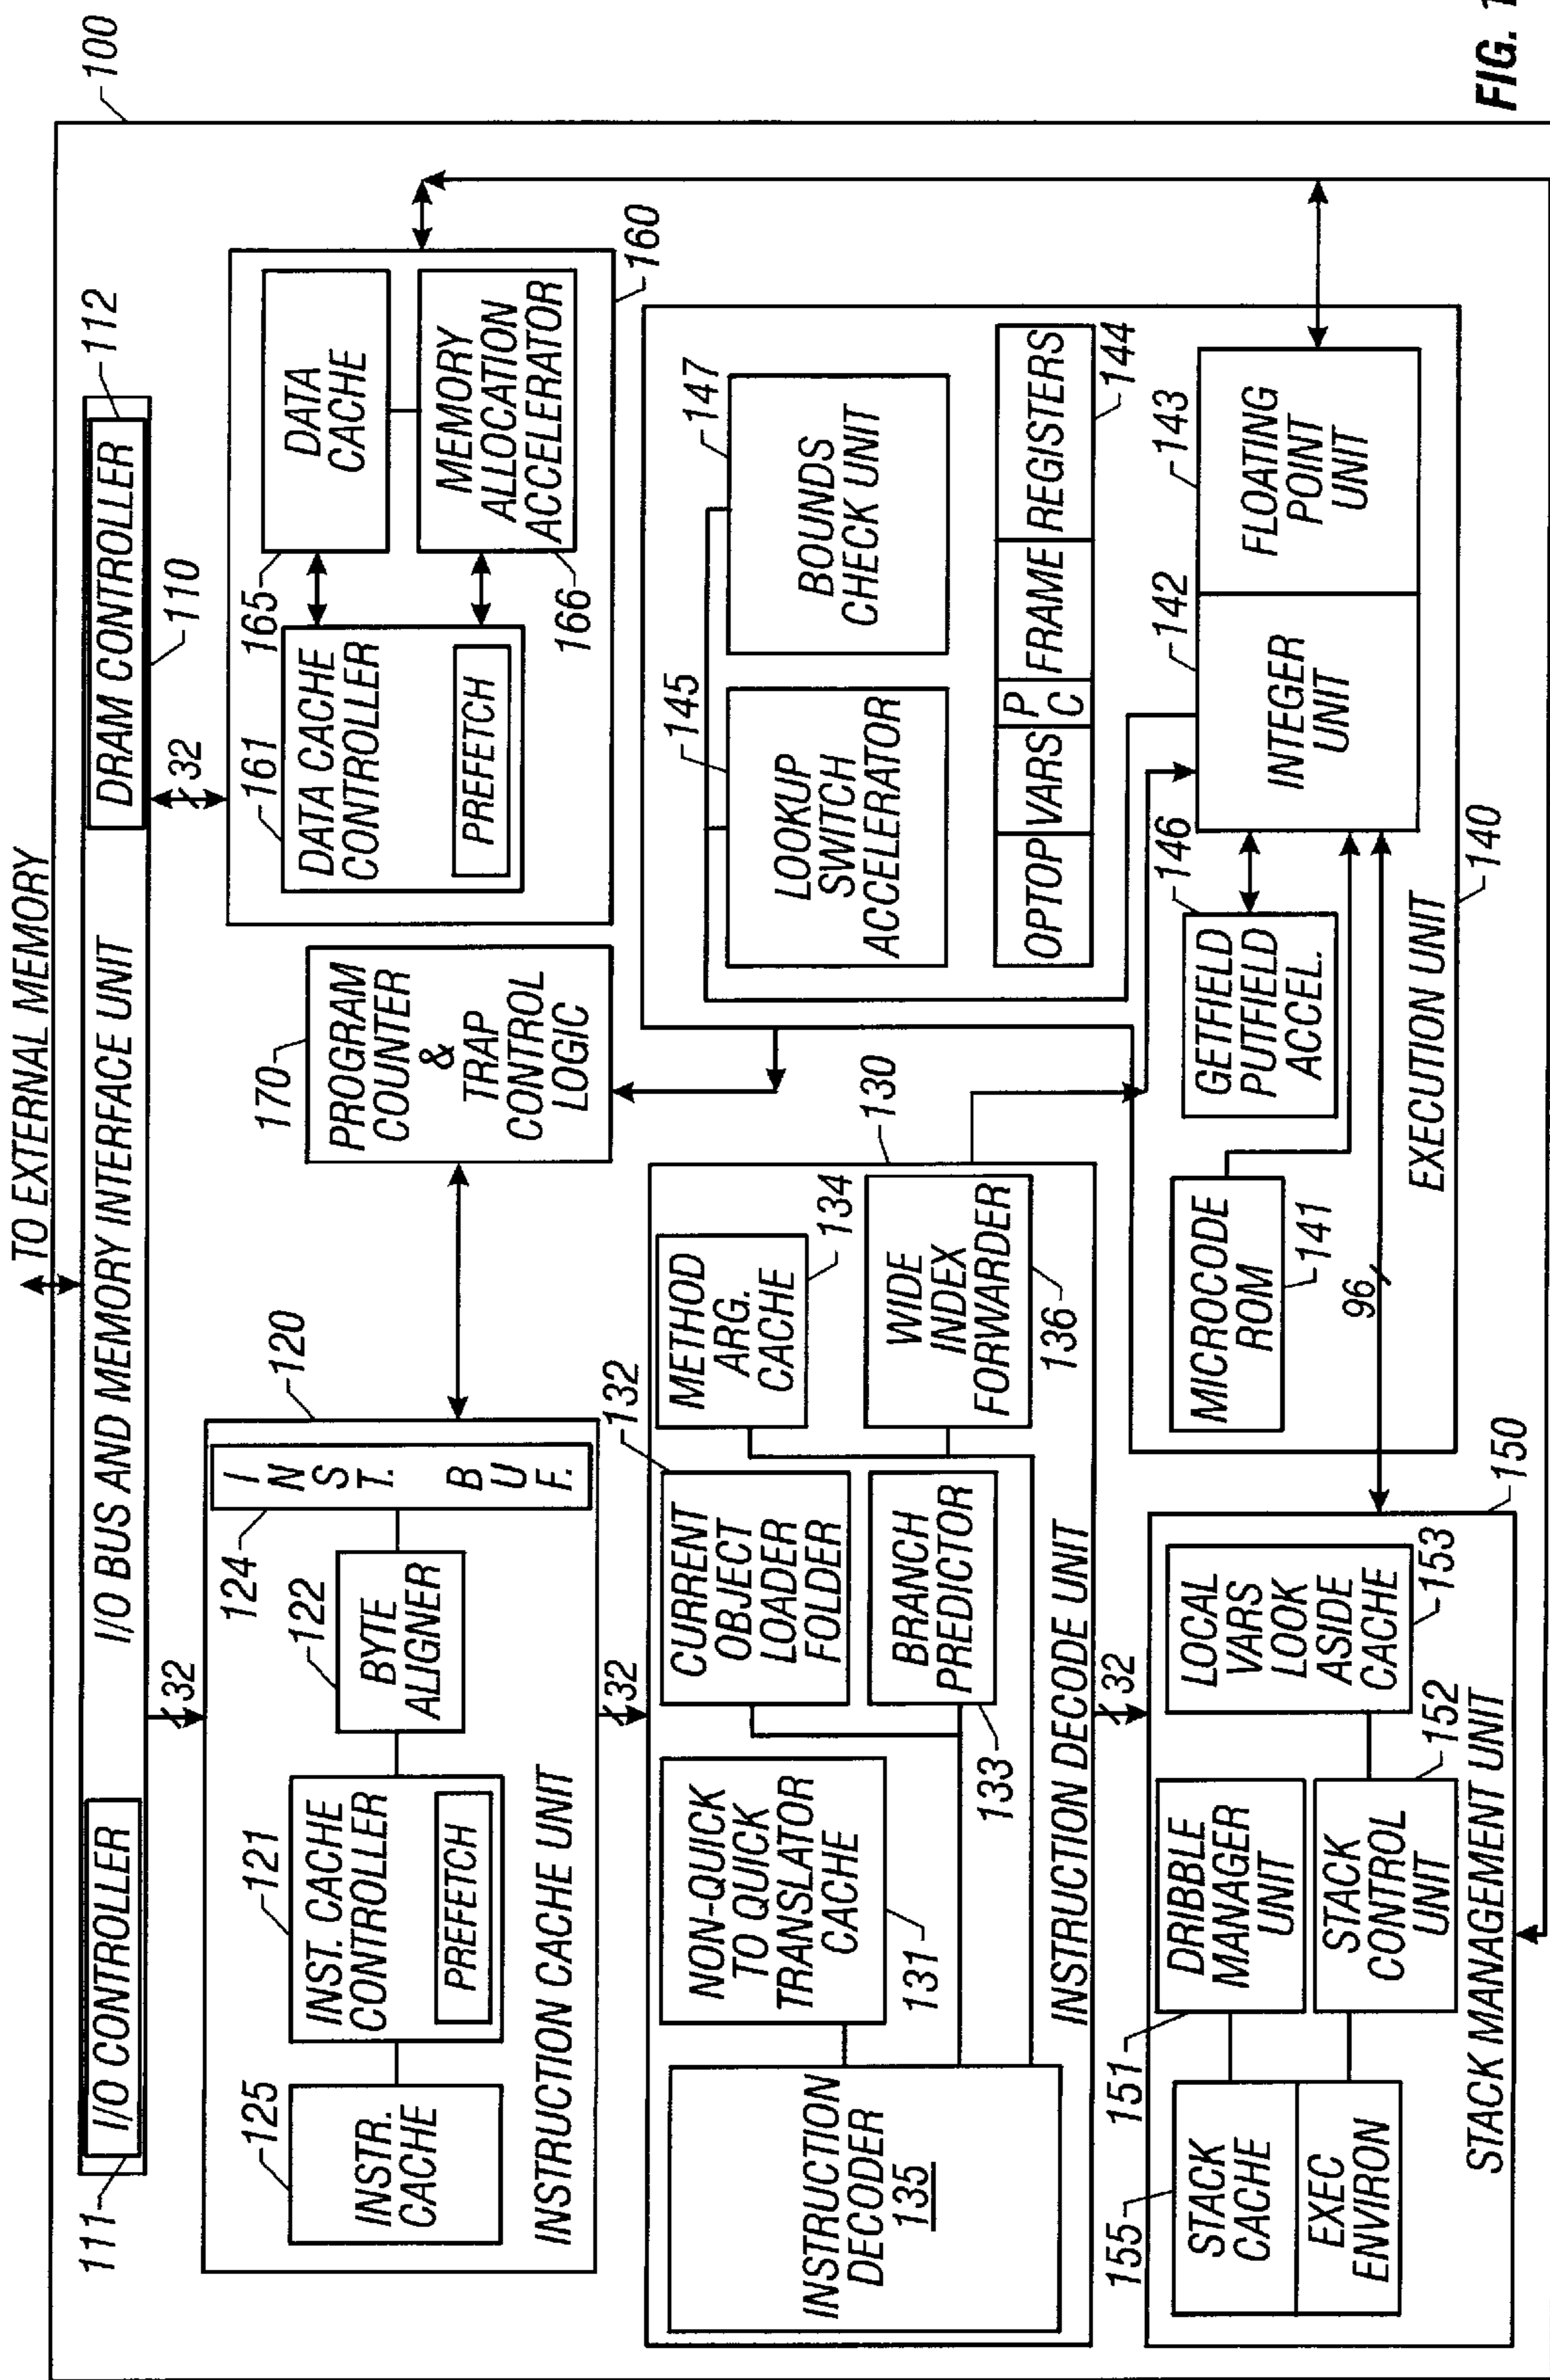 TO EXTERNAL MEMORY
100
111
I/O CONTROLLER
I/O BUS AND MEMORY INTERFACE UNIT
DRAM CONTROLLER
112
110
32
32
120
125
INSTR.
CACHE
121
INST. CACHE
CONTROLLER
PREFETCH
122
BYTE
ALIGNER
124
INST. BUF.
INSTRUCTION CACHE UNIT
170
PROGRAM
COUNTER
&
TRAP
CONTROL
LOGIC
161
DATA CACHE
CONTROLLER
PREFETCH
165
DATA
CACHE
MEMORY
ALLOCATION
ACCELERATOR
166
160
32
130
INSTRUCTION
DECODER
135
NON-QUICK
TO QUICK
TRANSLATOR
CACHE
131
132
CURRENT
OBJECT
LOADER
FOLDER
BRANCH
PREDICTOR
133
METHOD
ARG.
CACHE
134
WIDE
INDEX
FORWARDER
136
INSTRUCTION DECODE UNIT
145
LOOKUP
SWITCH
ACCELERATOR
147
BOUNDS
CHECK UNIT
OPTOP
VARS
PC
FRAME
REGISTERS
144
146
GETFIELD
PUTFIELD
ACCEL.
142
INTEGER
UNIT
143
FLOATING
POINT
UNIT
MICROCODE
ROM
141
96
EXECUTION UNIT
140
32
150
155
STACK
CACHE
EXEC
ENVIRON
151
DRIBBLE
MANAGER
UNIT
STACK
CONTROL
UNIT
152
LOCAL
VARS
LOOK
ASIDE
CACHE
153
STACK MANAGEMENT UNIT
FIG. 1